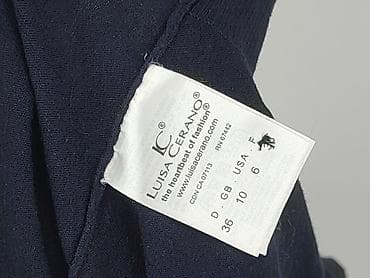 LC®
LUISA CERANO®
the heartbeat of fashion®
www.luisacerano.com
CDN CA 07113 RN 67442
D - GB USA F
36 10 6